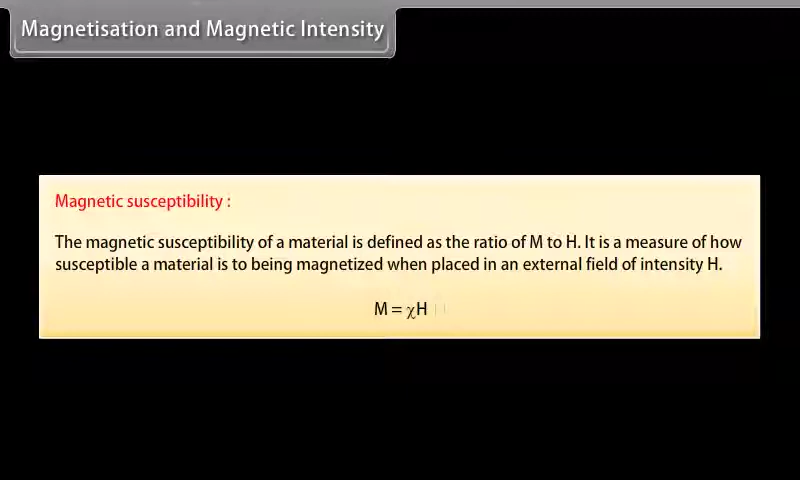 Magnetisation and Magnetic Intensity
Magnetic susceptibility :
The magnetic susceptibility of a material is defined as the ratio of M to H. It is a measure of how
susceptible a material is to being magnetized when placed in an external field of intensity H.
M = χH